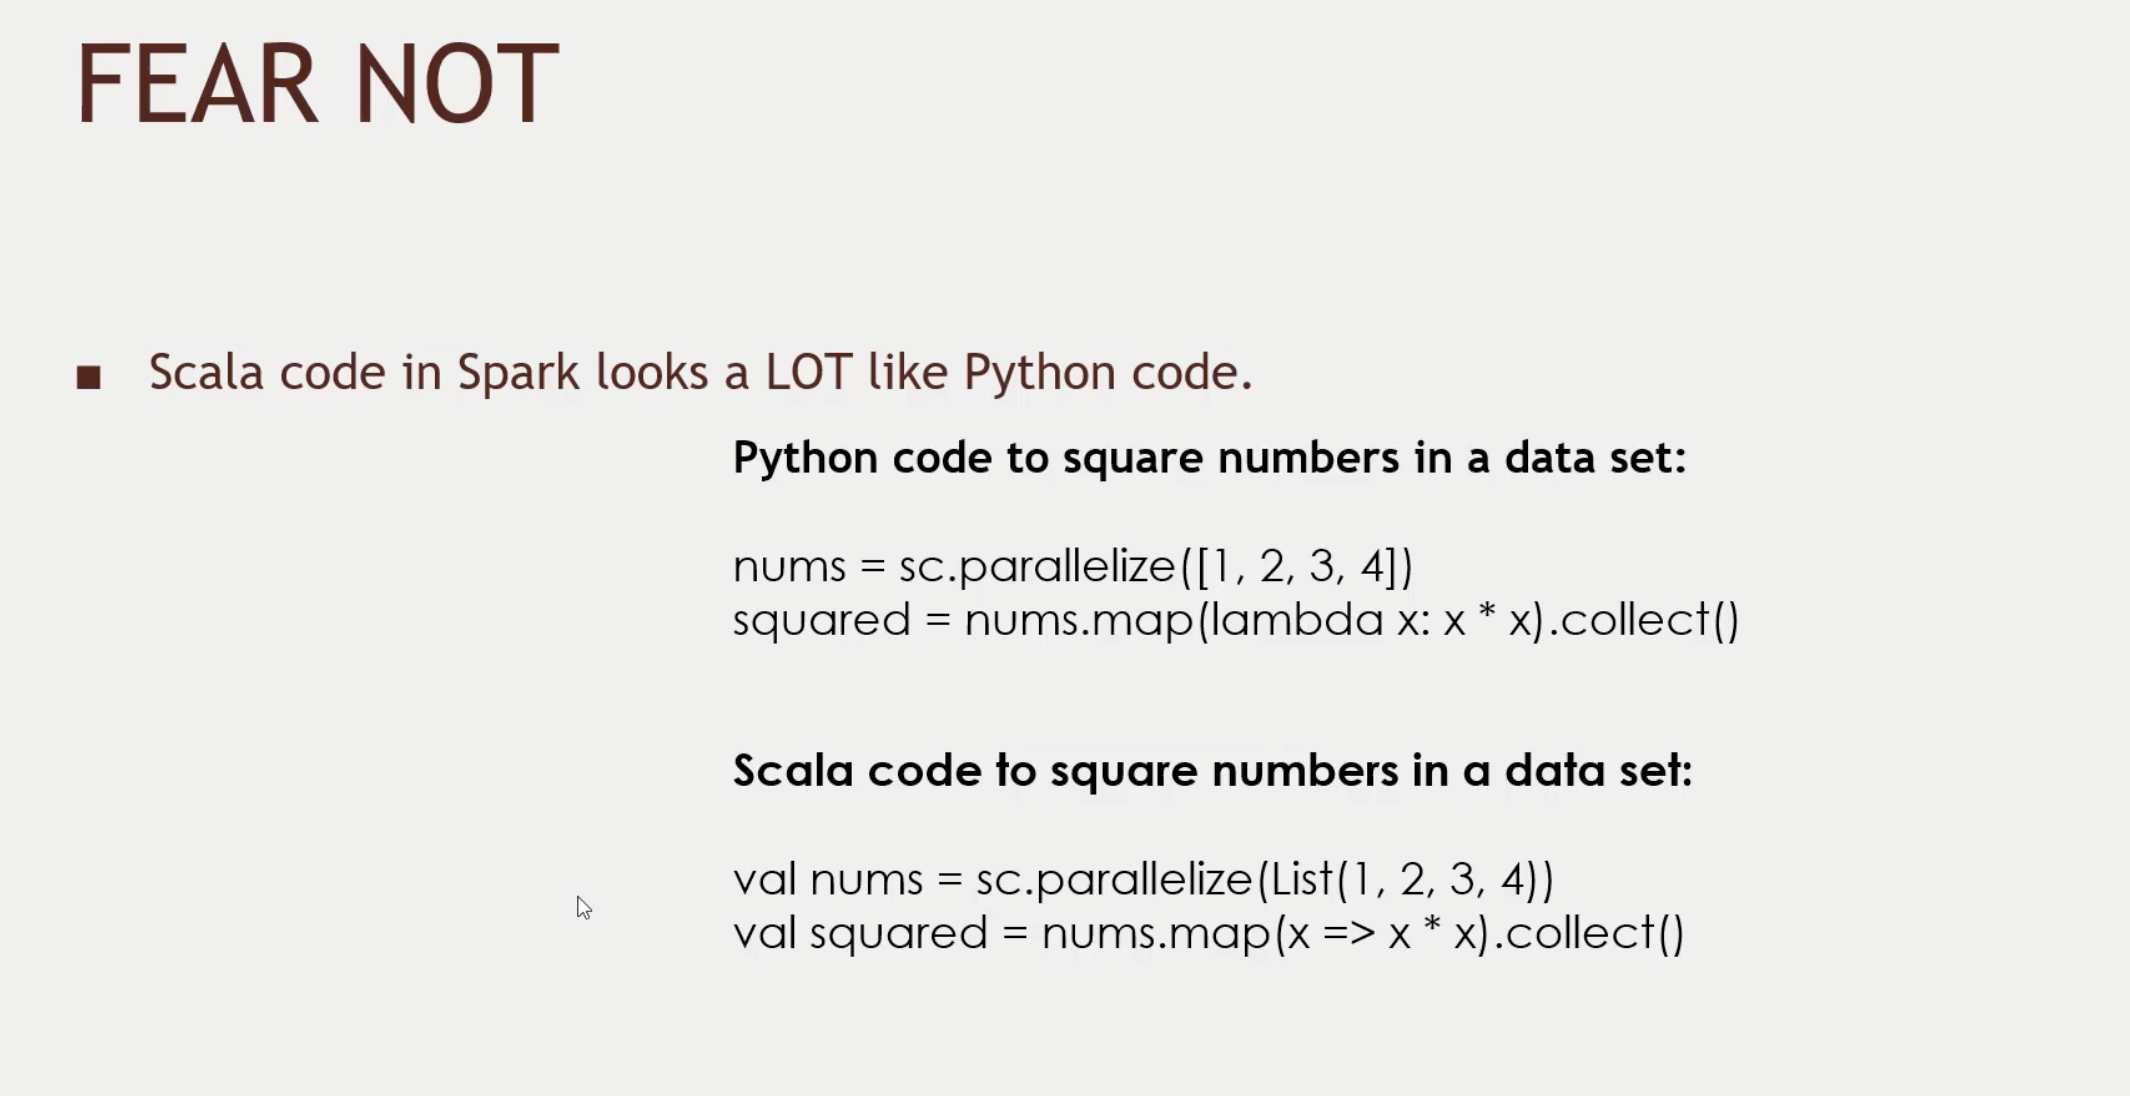 FEAR NOT
■ Scala code in Spark looks a LOT like Python code.
Python code to square numbers in a data set:
nums = sc.parallelize([1, 2, 3, 4])
squared = nums.map(lambda x: x * x).collect()
Scala code to square numbers in a data set:
val nums = sc.parallelize(List(1, 2, 3, 4))
val squared = nums.map(x => x * x).collect()